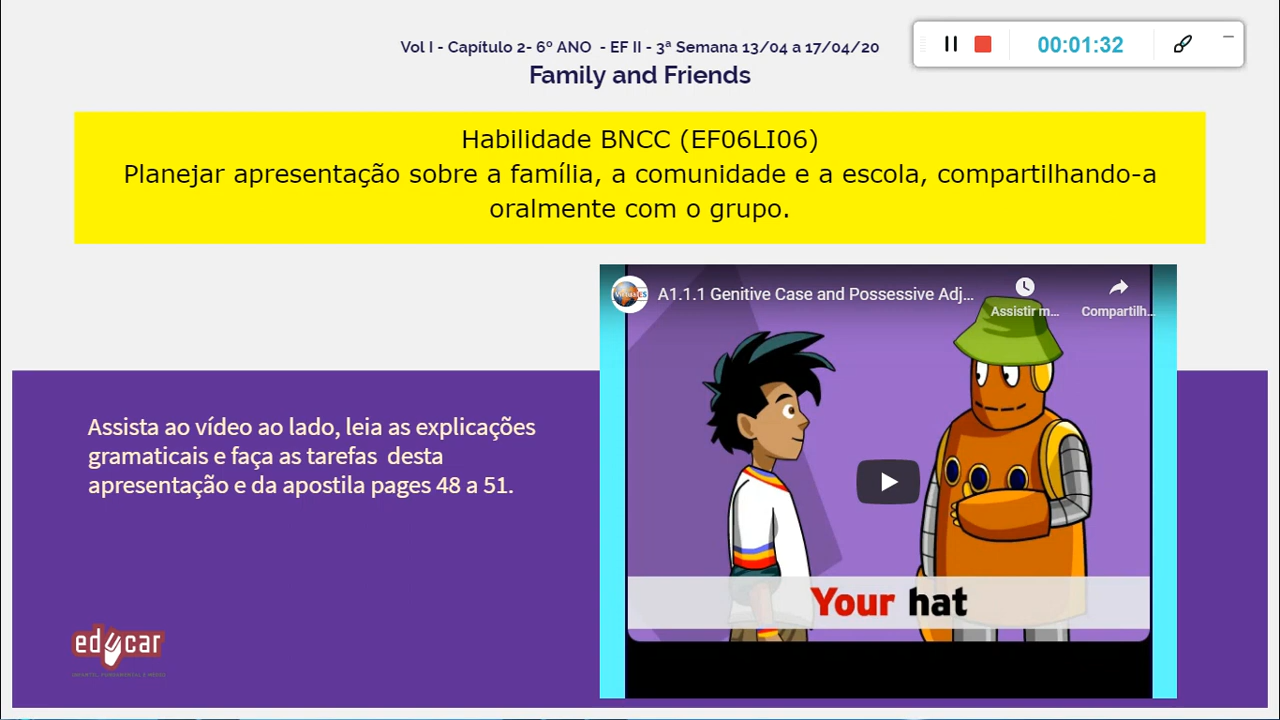 Vol I - Capítulo 2- 6º ANO - EF II - 3ª Semana 13/04 a 17/04/20
Family and Friends
00:01:32
Habilidade BNCC (EF06LI06)
Planejar apresentação sobre a família, a comunidade e a escola, compartilhando-a
oralmente com o grupo.
A1.1.1 Genitive Case and Possessive Adj...
Assistir m...
Compartilh...
Assista ao vídeo ao lado, leia as explicações
gramaticais e faça as tarefas desta
apresentação e da apostila pages 48 a 51.
Your hat
educar